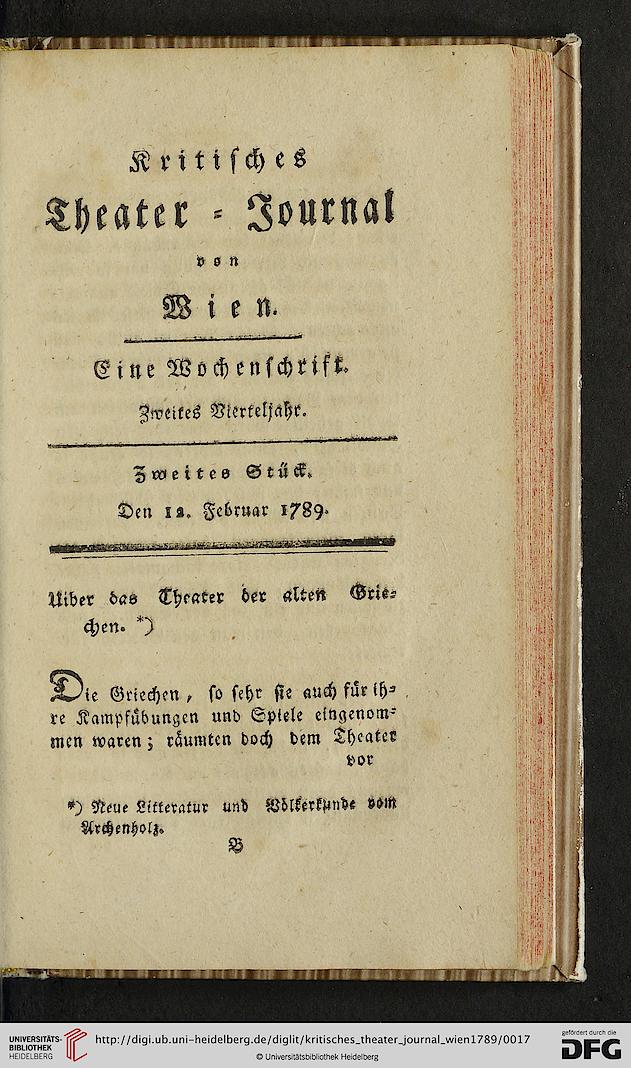 Kritisches
Theater-Journal
von
Wien.
Eine Wochenschrift.
Zweites Vierteljahr.
Zweites Stück.
Den 12. Februar 1789.
Uiber das Theater der alten Grie-
chen. *)
Die Griechen, so sehr sie auch für ih-
re Kampfübungen und Spiele eingenom-
men waren; räumten doch dem Theater
vor
*) Neue Litteratur und Völkerkunde vom
Archenholz.
B
UNIVERSITÄTS-
BIBLIOTHEK
HEIDELBERG
http://digi.ub.uni-heidelberg.de/diglit/kritisches_theater_journal_wien1789/0017
© Universitätsbibliothek Heidelberg
gefördert durch die
DFG